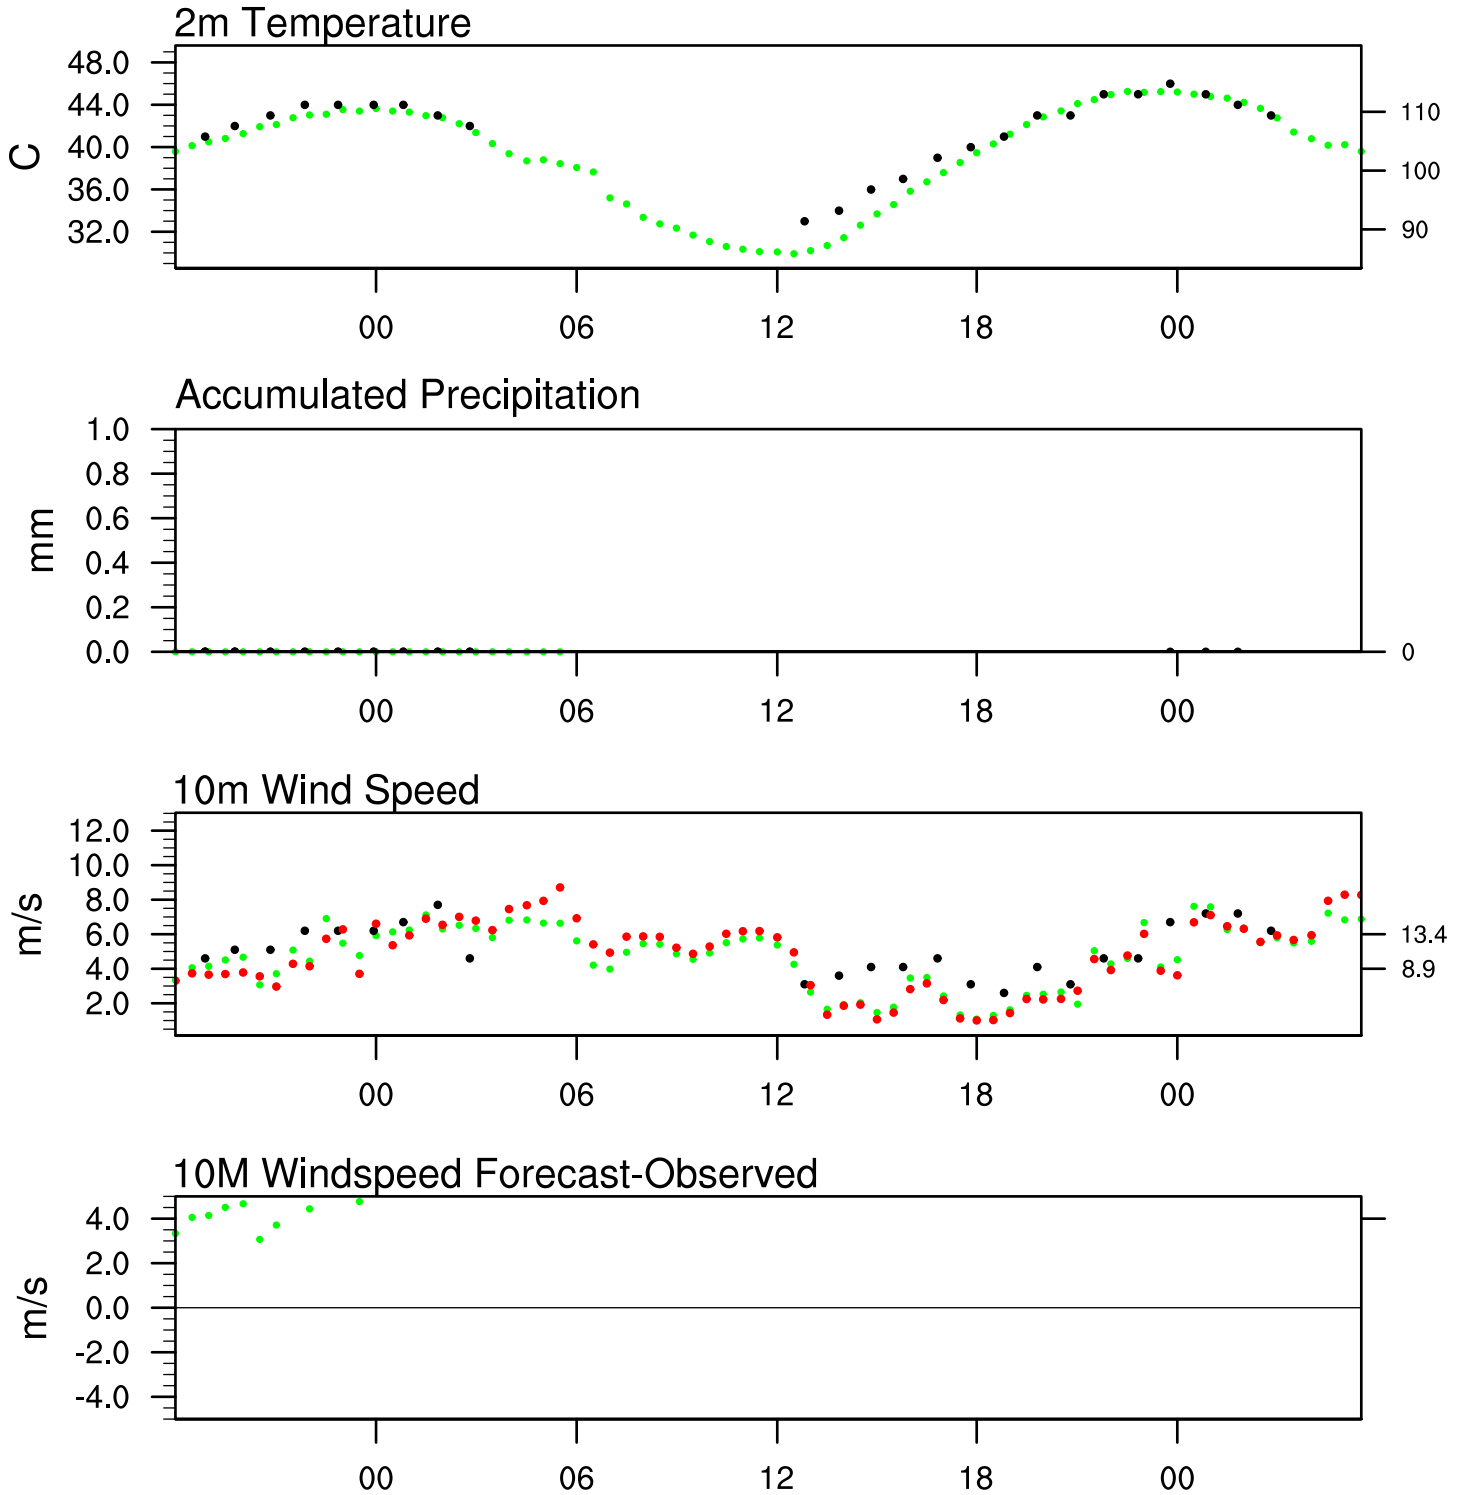 2m Temperature
48.0
44.0
40.0
36.0
32.0
C
110
100
90
00 06 12 18 00
Accumulated Precipitation
1.0
0.8
0.6
0.4
0.2
0.0
mm
0
00 06 12 18 00
10m Wind Speed
12.0
10.0
8.0
6.0
4.0
2.0
m/s
13.4
8.9
00 06 12 18 00
10M Windspeed Forecast-Observed
4.0
2.0
0.0
-2.0
-4.0
m/s
00 06 12 18 00